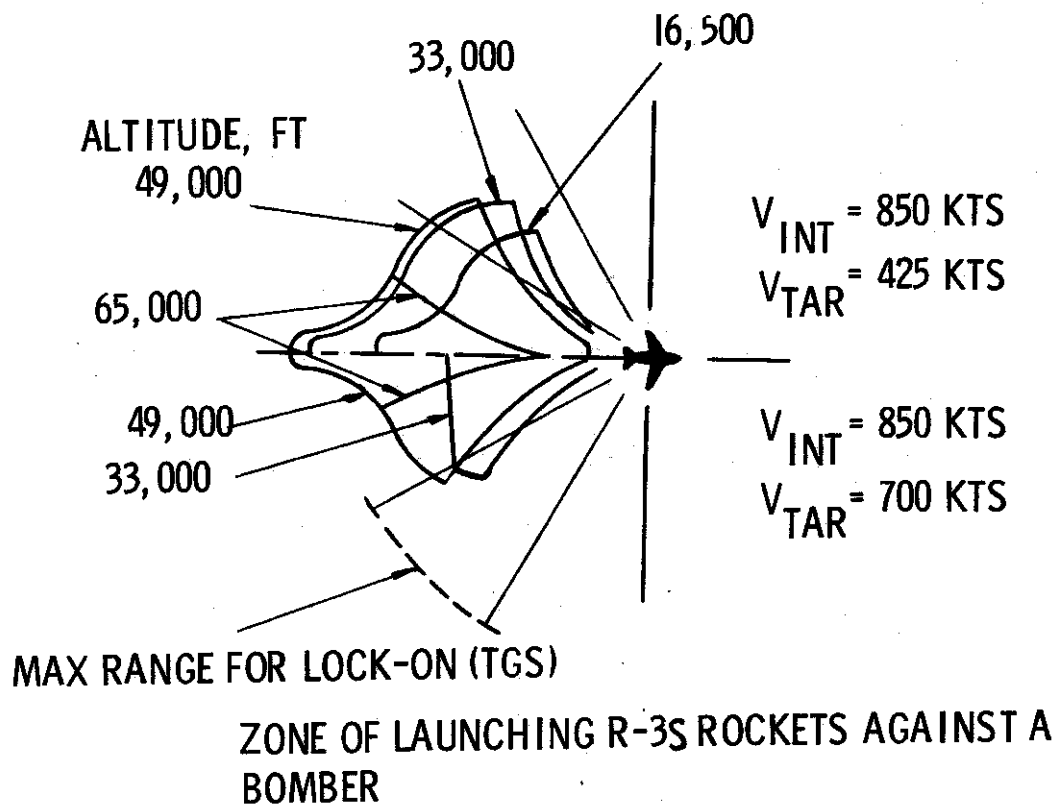 16,500
33,000
ALTITUDE, FT
49,000
V INT = 850 KTS
V TAR = 425 KTS
65,000
49,000
33,000
V INT = 850 KTS
V TAR = 700 KTS
MAX RANGE FOR LOCK-ON (TGS)
ZONE OF LAUNCHING R-3S ROCKETS AGAINST A
BOMBER